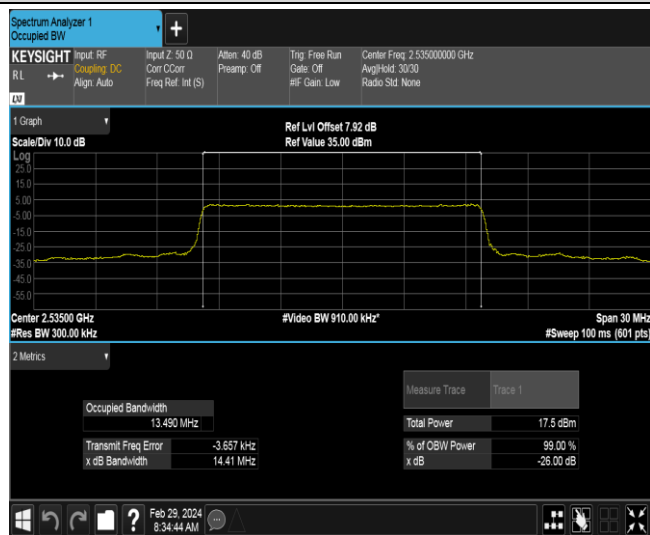 Spectrum Analyzer 1
Occupied BW
+
KEYSIGHT
RL
LXI
Input: RF
Coupling: DC
Align: Auto
Input Z: 50 Ω
Corr CCorr
Freq Ref: Int (S)
Atten: 40 dB
Preamp: Off
Trig: Free Run
Gate: Off
#IF Gain: Low
Center Freq: 2.535000000 GHz
Avg|Hold: 30/30
Radio Std: None
1 Graph
Scale/Div 10.0 dB
Ref Lvl Offset 7.92 dB
Ref Value 35.00 dBm
Log
25.0
15.0
5.00
-5.00
-15.0
-25.0
-35.0
-45.0
-55.0
Center 2.53500 GHz
#Res BW 300.00 kHz
#Video BW 910.00 kHz*
Span 30 MHz
#Sweep 100 ms (601 pts)
2 Metrics
Measure Trace Trace 1
Occupied Bandwidth
13.490 MHz
Total Power 17.5 dBm
Transmit Freq Error -3.657 kHz
% of OBW Power 99.00 %
x dB Bandwidth 14.41 MHz
x dB -26.00 dB
?
Feb 29, 2024
8:34:44 AM